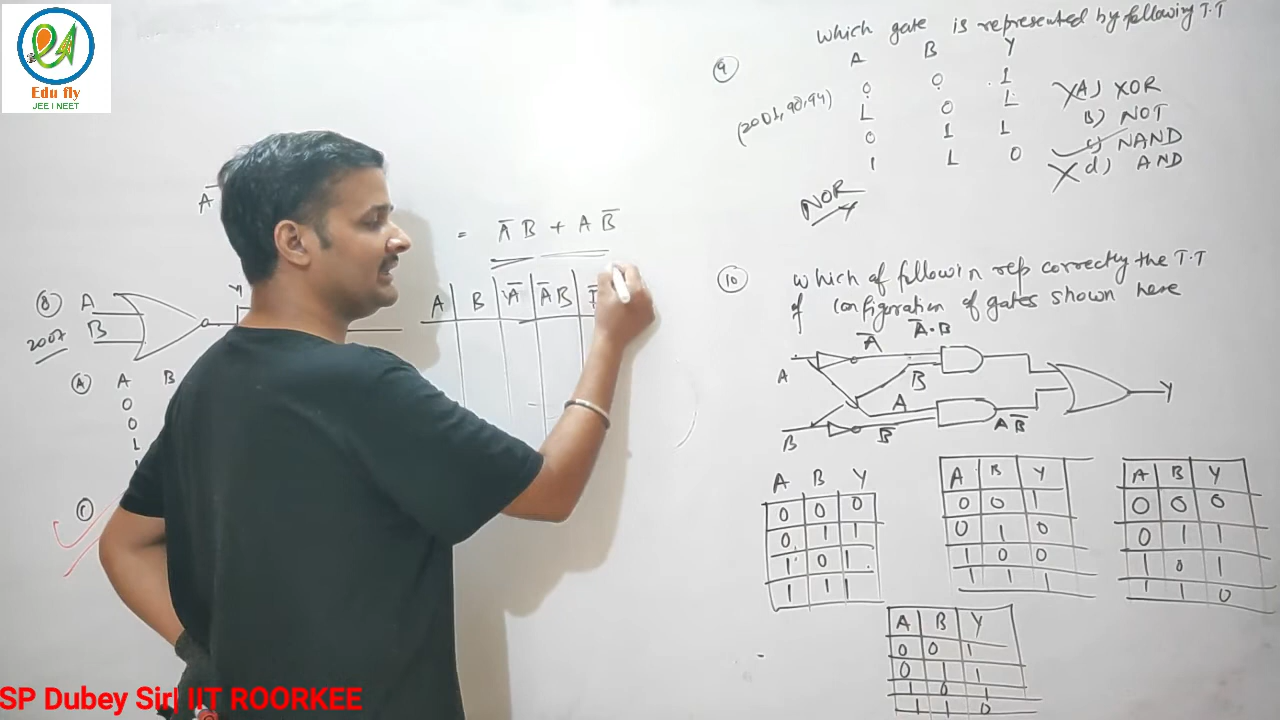 Edu fly
JEE I NEET
Ā
= Ā B + A B̄
A B Ā ĀB
8) A
B
Y
2007
(A) A B
0
0
1
(C)
Which gate is represented by following T.T
9
(2001, 90, 94)
A B Y
0 0 1
1 0 1
0 1 1
1 1 0
A) XOR
B) NOT
c) NAND
d) AND
NOR
10 Which of followin rep correctly the T.T
of configuration of gates shown here
A Ā Ā·B
B
A
B B̄ AB̄
Y
A B Y
0 0 0
0 1 1
1 0 1
1 1 1
A B Y
0 0 1
0 1 0
1 0 0
1 1 1
A B Y
0 0 0
0 1 1
1 0 1
1 1 0
A B Y
0 0 1
0 1 1
1 0 1
1 1 0
SP Dubey Sir| IIT ROORKEE